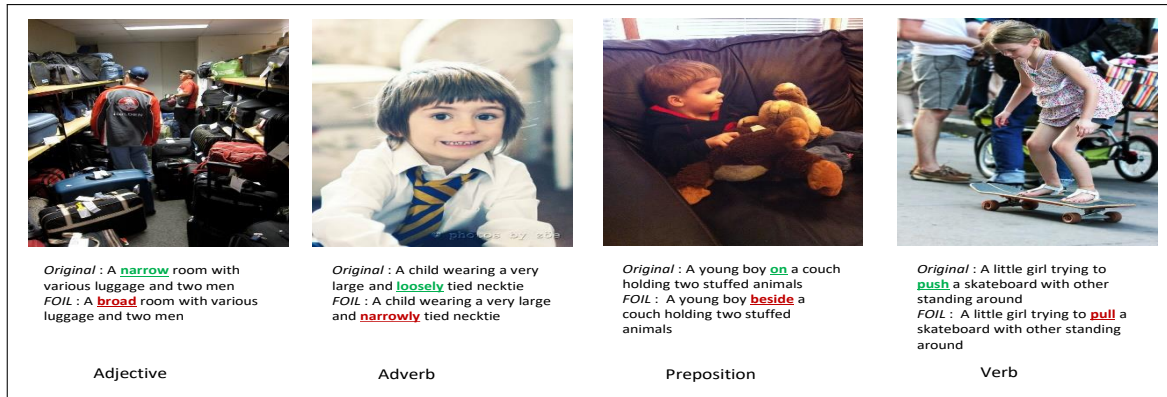 # photos by zoe
Original : A narrow room with
various luggage and two men
FOIL : A broad room with various
luggage and two men
Adjective
Original : A child wearing a very
large and loosely tied necktie
FOIL : A child wearing a very large
and narrowly tied necktie
Adverb
Original : A young boy on a couch
holding two stuffed animals
FOIL :  A young boy beside a
couch holding two stuffed
animals
Preposition
Original : A little girl trying to
push a skateboard with other
standing around
FOIL :  A little girl trying to pull a
skateboard with other standing
around
Verb